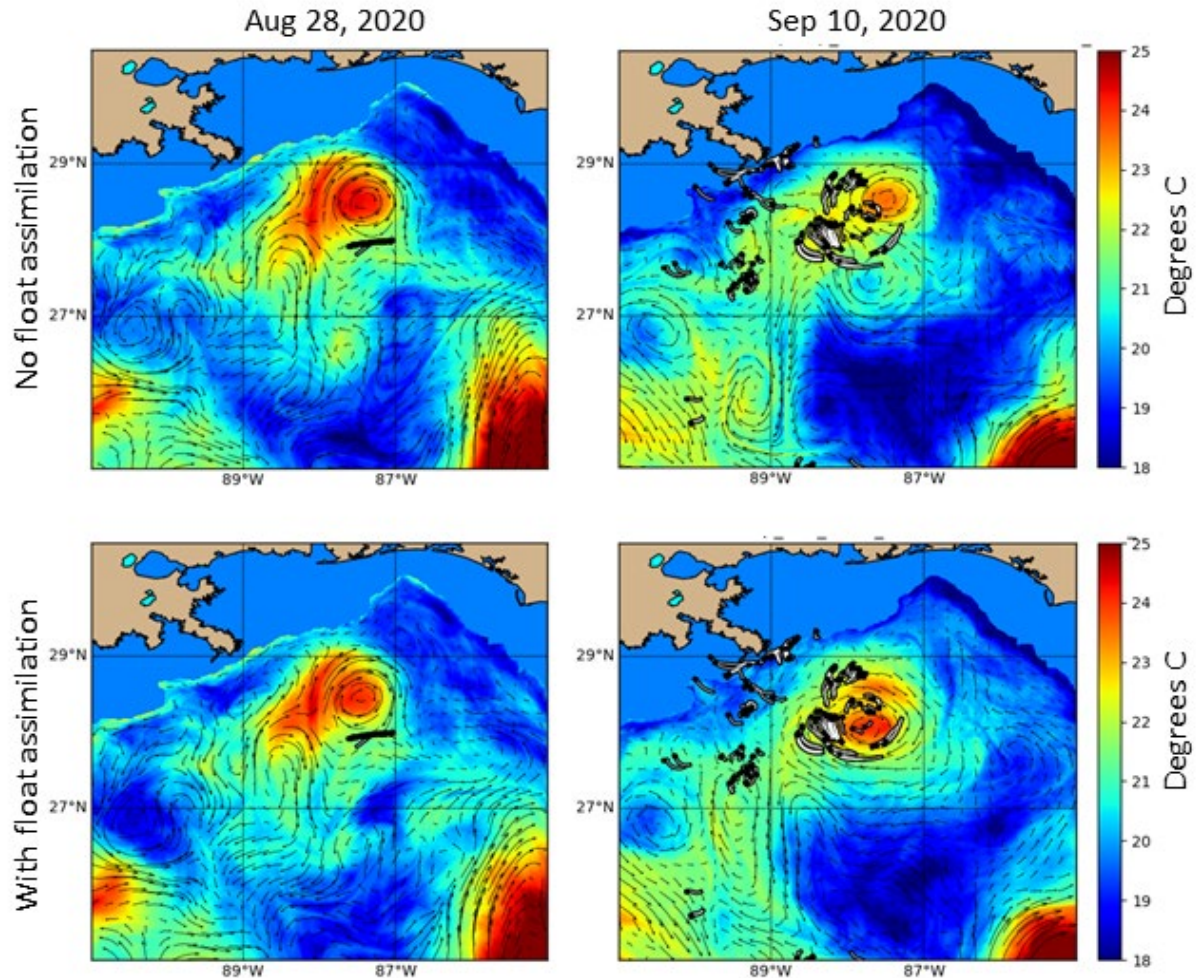 Aug 28, 2020
Sep 10, 2020
No float assimilation
29°N
27°N
89°W
87°W
29°N
27°N
89°W
87°W
25
24
23
22
21
20
19
18
Degrees C
With float assimilation
29°N
27°N
89°W
87°W
29°N
27°N
89°W
87°W
25
24
23
22
21
20
19
18
Degrees C